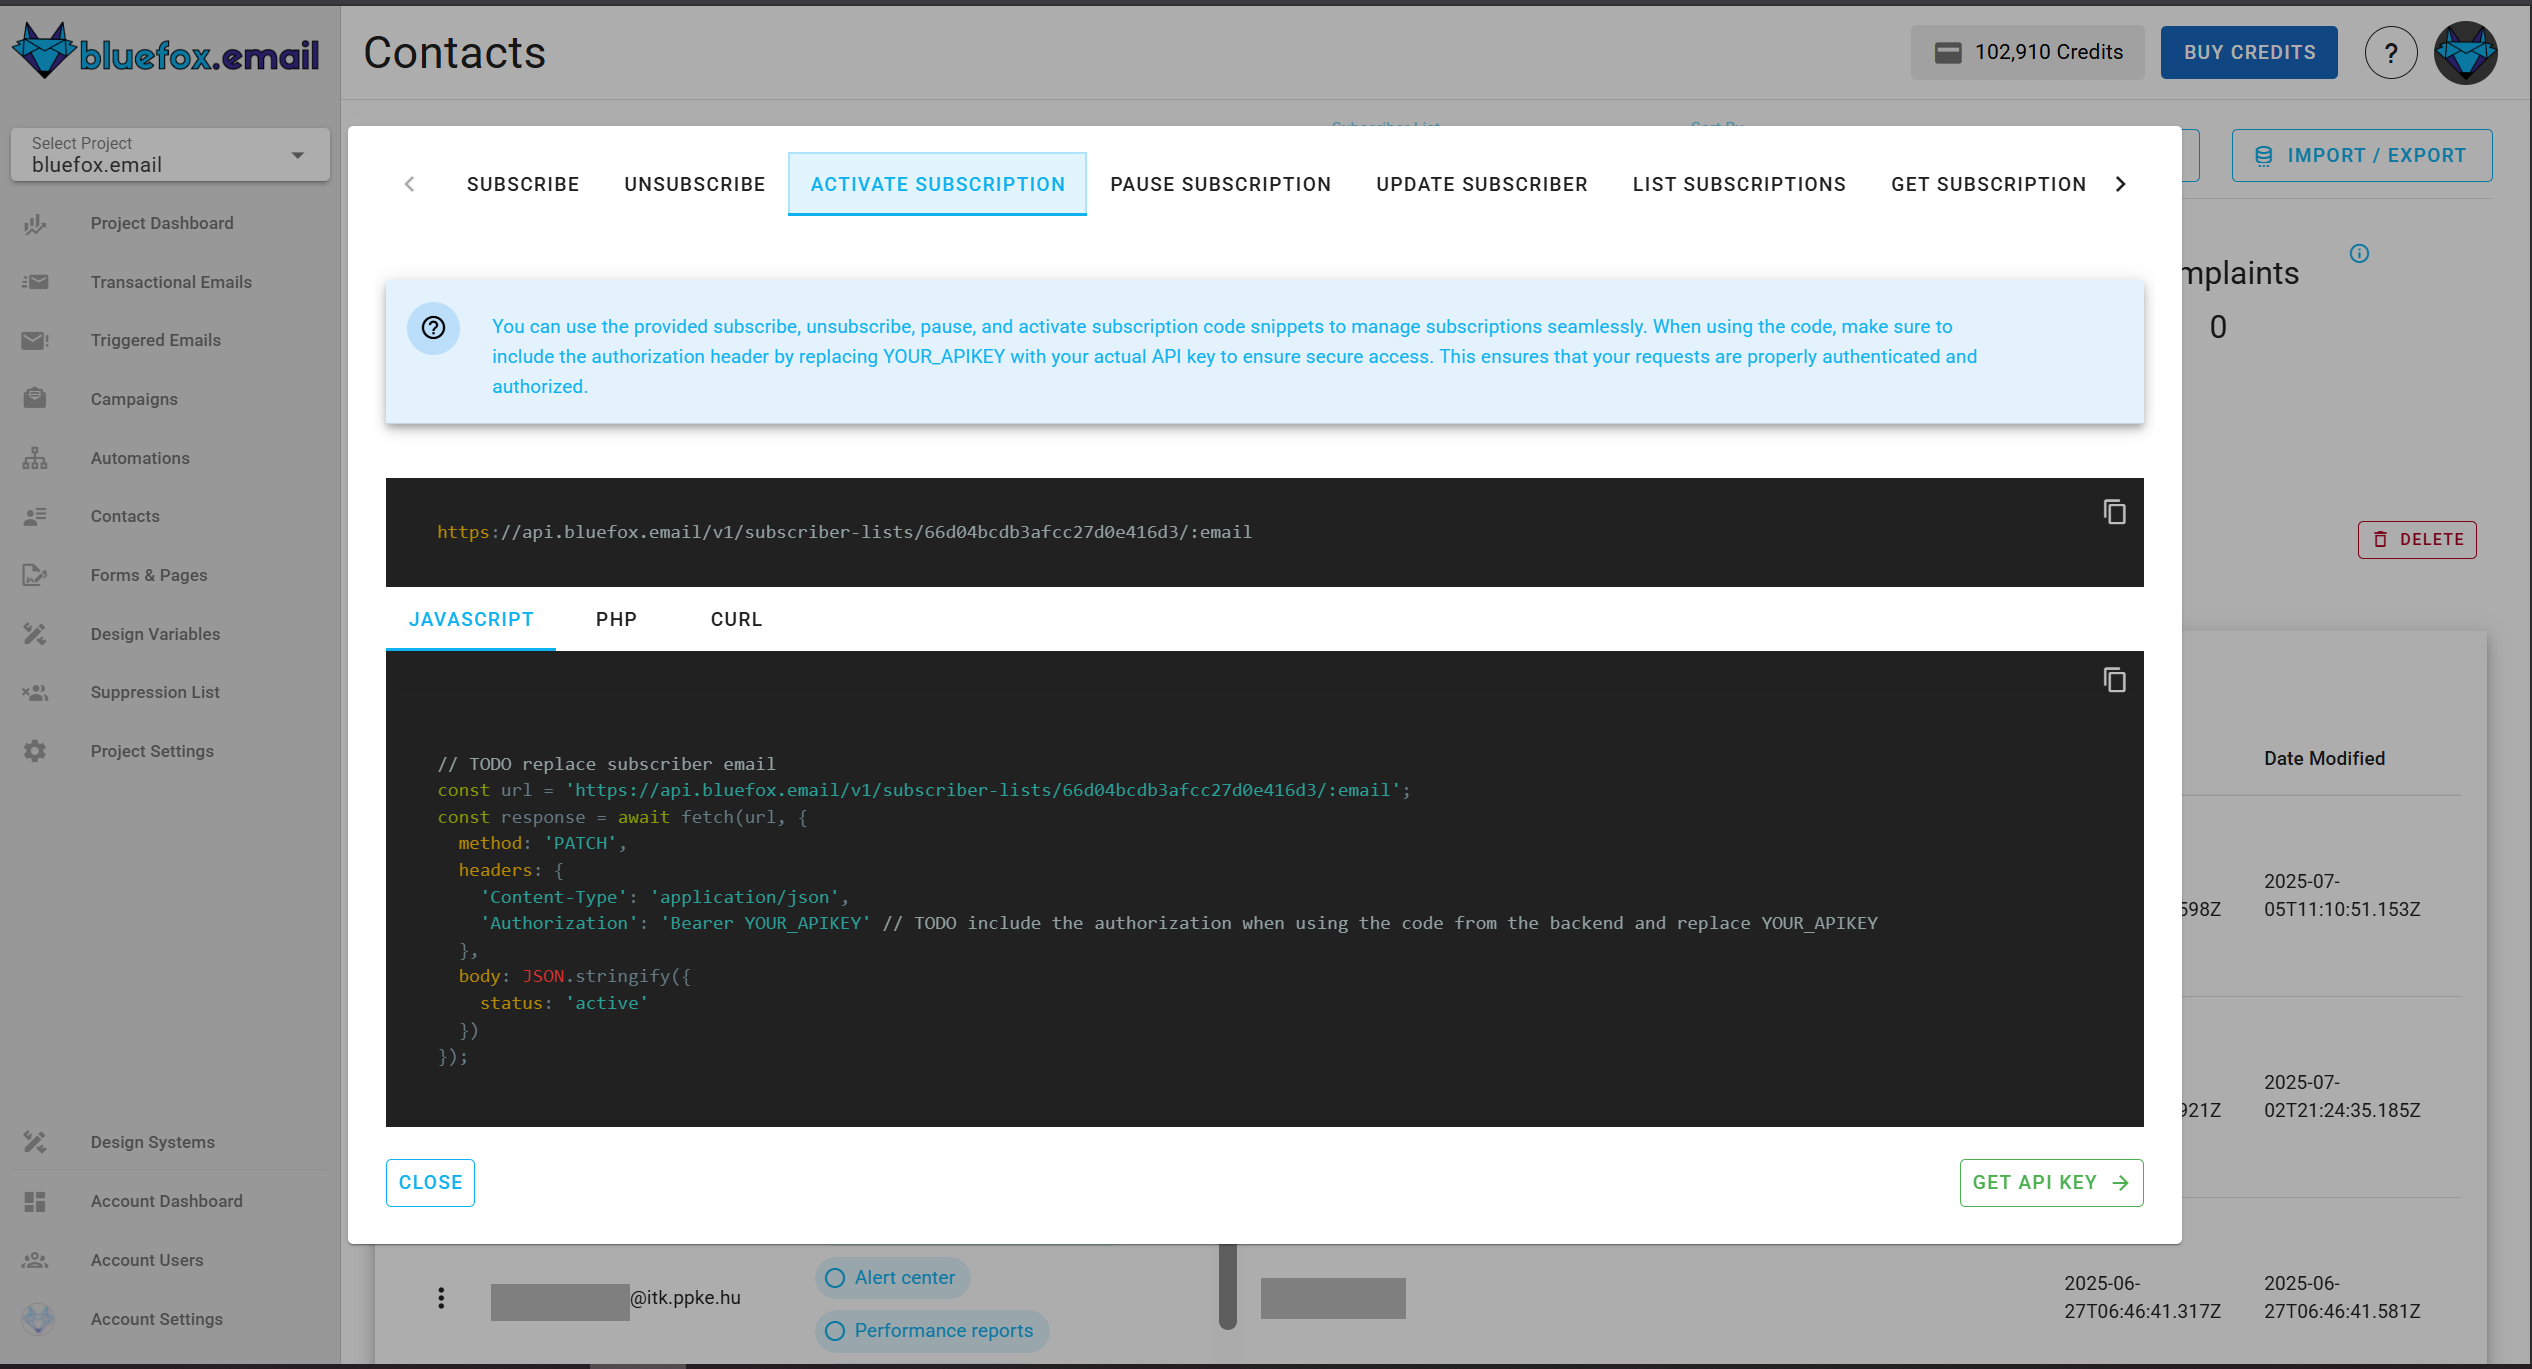 bluefox.email
Contacts
102,910 Credits
BUY CREDITS
?
Select Project
bluefox.email
Project Dashboard
Transactional Emails
Triggered Emails
Campaigns
Automations
Contacts
Forms & Pages
Design Variables
Suppression List
Project Settings
Design Systems
Account Dashboard
Account Users
Account Settings
IMPORT / EXPORT
SUBSCRIBE
UNSUBSCRIBE
ACTIVATE SUBSCRIPTION
PAUSE SUBSCRIPTION
UPDATE SUBSCRIBER
LIST SUBSCRIPTIONS
GET SUBSCRIPTION
You can use the provided subscribe, unsubscribe, pause, and activate subscription code snippets to manage subscriptions seamlessly. When using the code, make sure to
include the authorization header by replacing YOUR_APIKEY with your actual API key to ensure secure access. This ensures that your requests are properly authenticated and
authorized.
https://api.bluefox.email/v1/subscriber-lists/66d04bcdb3afcc27d0e416d3/:email
JAVASCRIPT
PHP
CURL
// TODO replace subscriber email
const url = 'https://api.bluefox.email/v1/subscriber-lists/66d04bcdb3afcc27d0e416d3/:email';
const response = await fetch(url, {
method: 'PATCH',
headers: {
'Content-Type': 'application/json',
'Authorization': 'Bearer YOUR_APIKEY' // TODO include the authorization when using the code from the backend and replace YOUR_APIKEY
},
body: JSON.stringify({
status: 'active'
})
});
CLOSE
GET API KEY
mplaints
0
DELETE
Date Modified
598Z
2025-07-
05T11:10:51.153Z
921Z
2025-07-
02T21:24:35.185Z
@itk.ppke.hu
Alert center
Performance reports
2025-06-
27T06:46:41.317Z
2025-06-
27T06:46:41.581Z